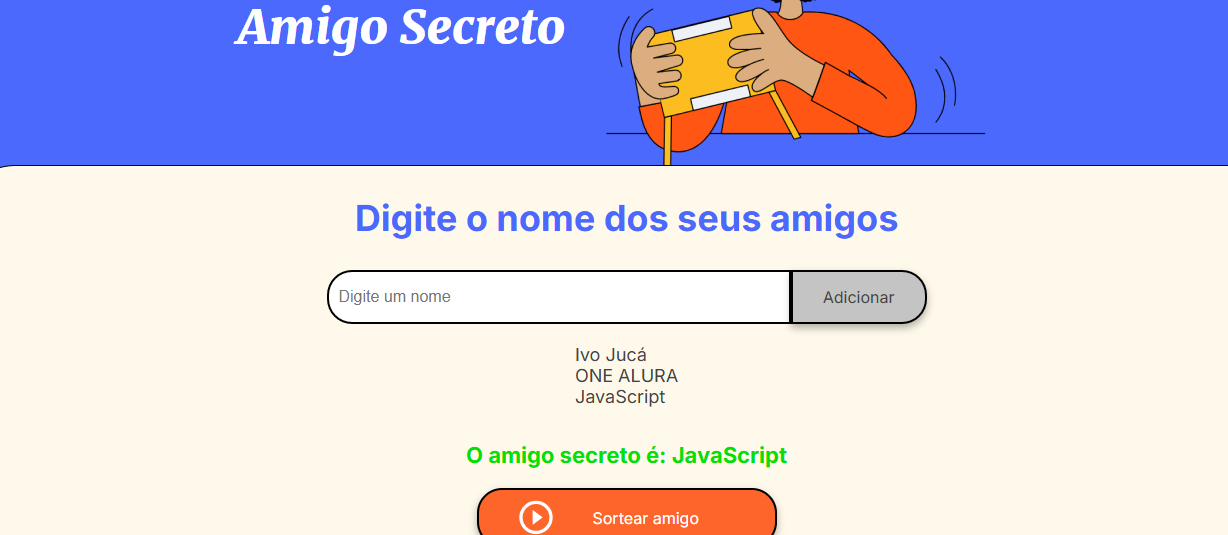 Amigo Secreto
Digite o nome dos seus amigos
Digite um nome
Adicionar
Ivo Jucá
ONE ALURA
JavaScript
O amigo secreto é: JavaScript
Sortear amigo